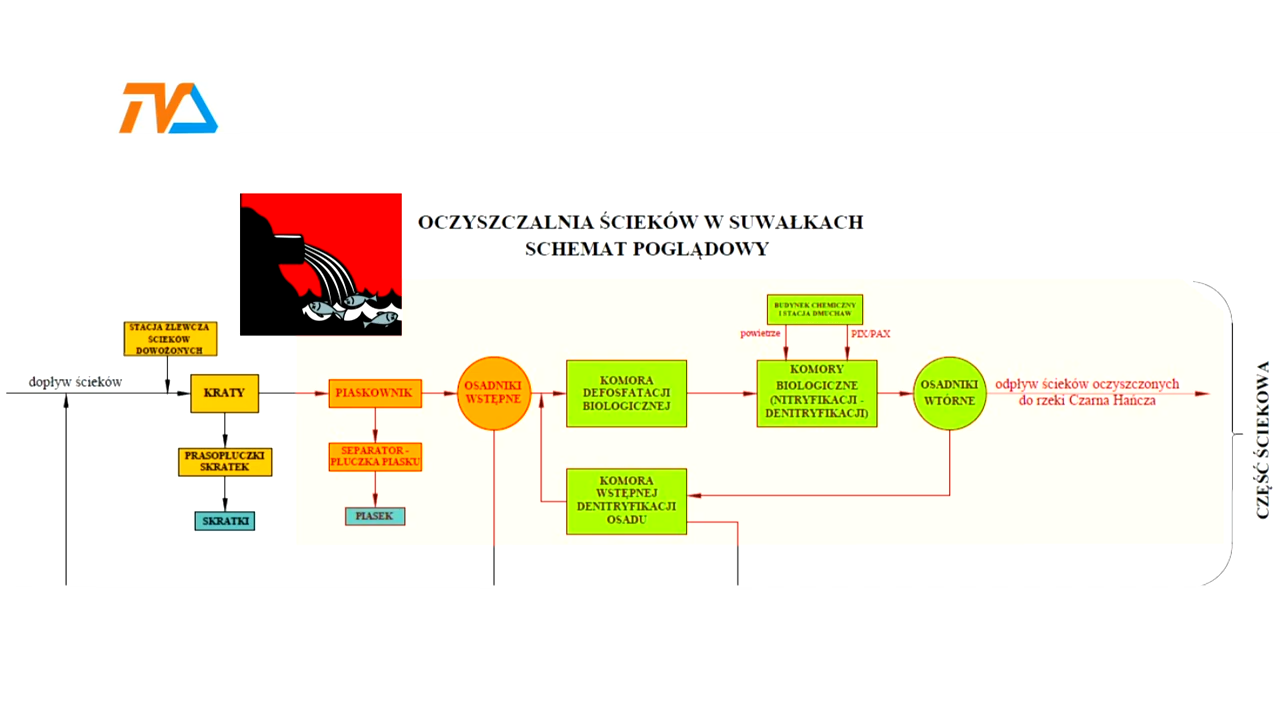 TVA
OCZYSZCZALNIA ŚCIEKÓW W SUWAŁKACH
SCHEMAT POGLĄDOWY
BUDYNEK CHEMICZNY
I STACJA DMUCHAW
powietrze
PIX/PAX
STACJA ZLEWCZA
ŚCIEKÓW
DOWOŻONYCH
dopływ ścieków
KRATY
PIASKOWNIK
OSADNIKI
WSTĘPNE
KOMORA
DEFOSFATACJI
BIOLOGICZNEJ
KOMORY
BIOLOGICZNE
(NITRYFIKACJI -
DENITRYFIKACJI)
OSADNIKI
WTÓRNE
odpływ ścieków oczyszczonych
do rzeki Czarna Hańcza
PRASOPŁUCZKI
SKRATEK
SEPARATOR -
PŁUCZKA PIASKU
KOMORA
WSTĘPNEJ
DENITRYFIKACJI
OSADU
SKRATKI
PIASEK
CZĘŚĆ ŚCIEKOWA